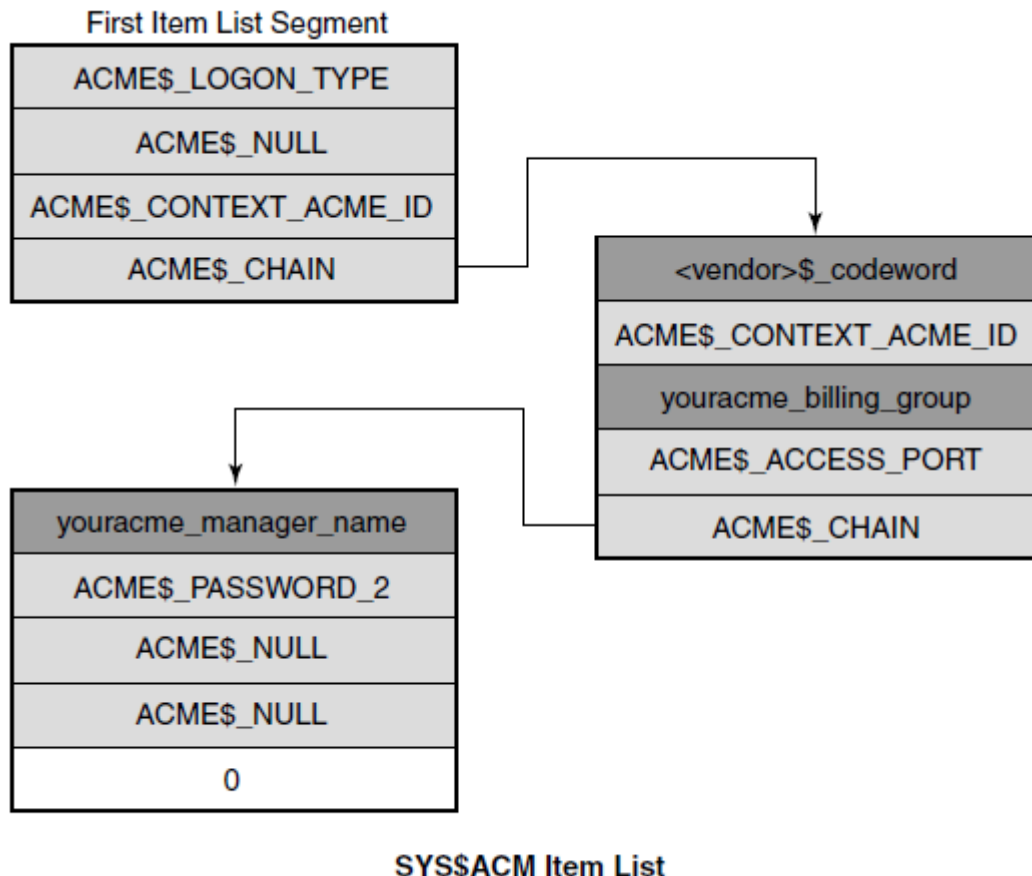 First Item List Segment
ACME$_LOGON_TYPE
ACME$_NULL
ACME$_CONTEXT_ACME_ID
ACME$_CHAIN
<vendor>$_codeword
ACME$_CONTEXT_ACME_ID
youracme_billing_group
ACME$_ACCESS_PORT
ACME$_CHAIN
youracme_manager_name
ACME$_PASSWORD_2
ACME$_NULL
ACME$_NULL
0
SYS$ACM Item List